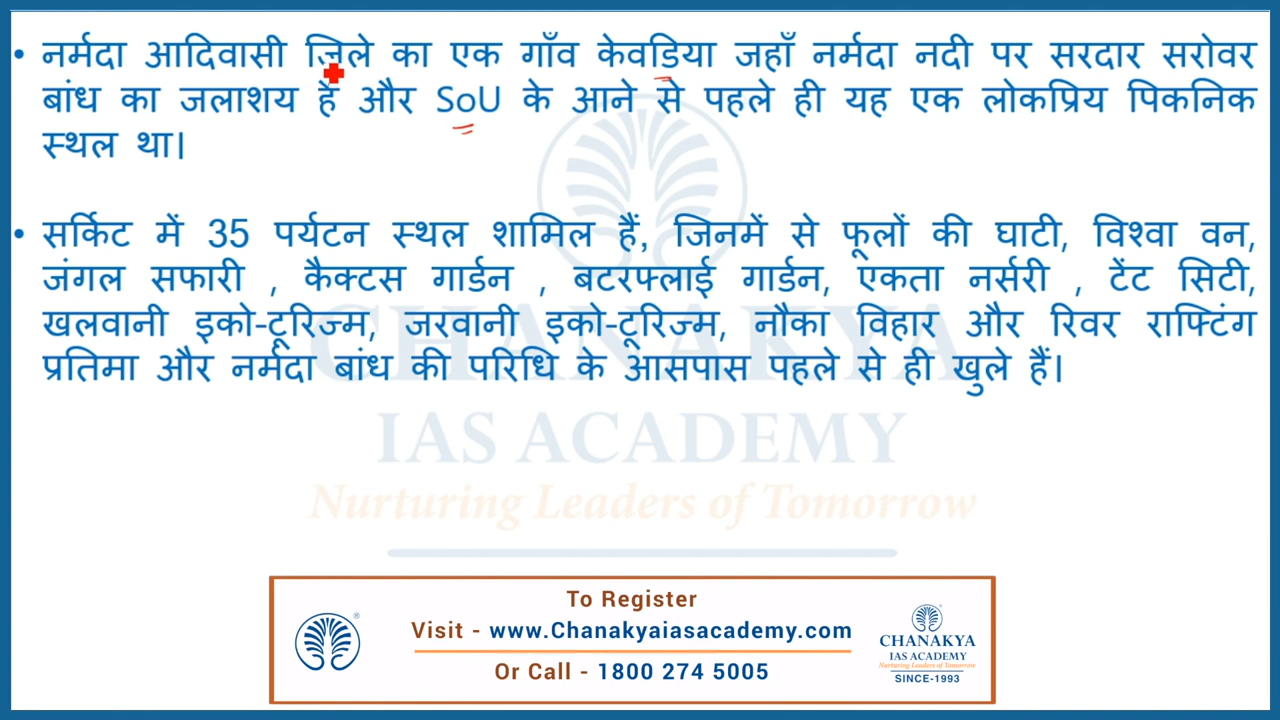 • नर्मदा आदिवासी जिले का एक गाँव केवडिया जहाँ नर्मदा नदी पर सरदार सरोवर
बांध का जलाशय है और SoU के आने से पहले ही यह एक लोकप्रिय पिकनिक
स्थल था।
• सर्किट में 35 पर्यटन स्थल शामिल हैं, जिनमें से फूलों की घाटी, विश्वा वन,
जंगल सफारी , कैक्टस गार्डन , बटरफ्लाई गार्डन, एकता नर्सरी , टेंट सिटी,
खलवानी इको-टूरिज्म, जरवानी इको-टूरिज्म, नौका विहार और रिवर राफ्टिंग
प्रतिमा और नर्मदा बांध की परिधि के आसपास पहले से ही खुले हैं।
CHANAKYA
IAS ACADEMY
Nurturing Leaders of Tomorrow
To Register
Visit - www.Chanakyaiasacademy.com
Or Call - 1800 274 5005
®
®
CHANAKYA
IAS ACADEMY
Nurturing Leaders of Tomorrow
SINCE-1993